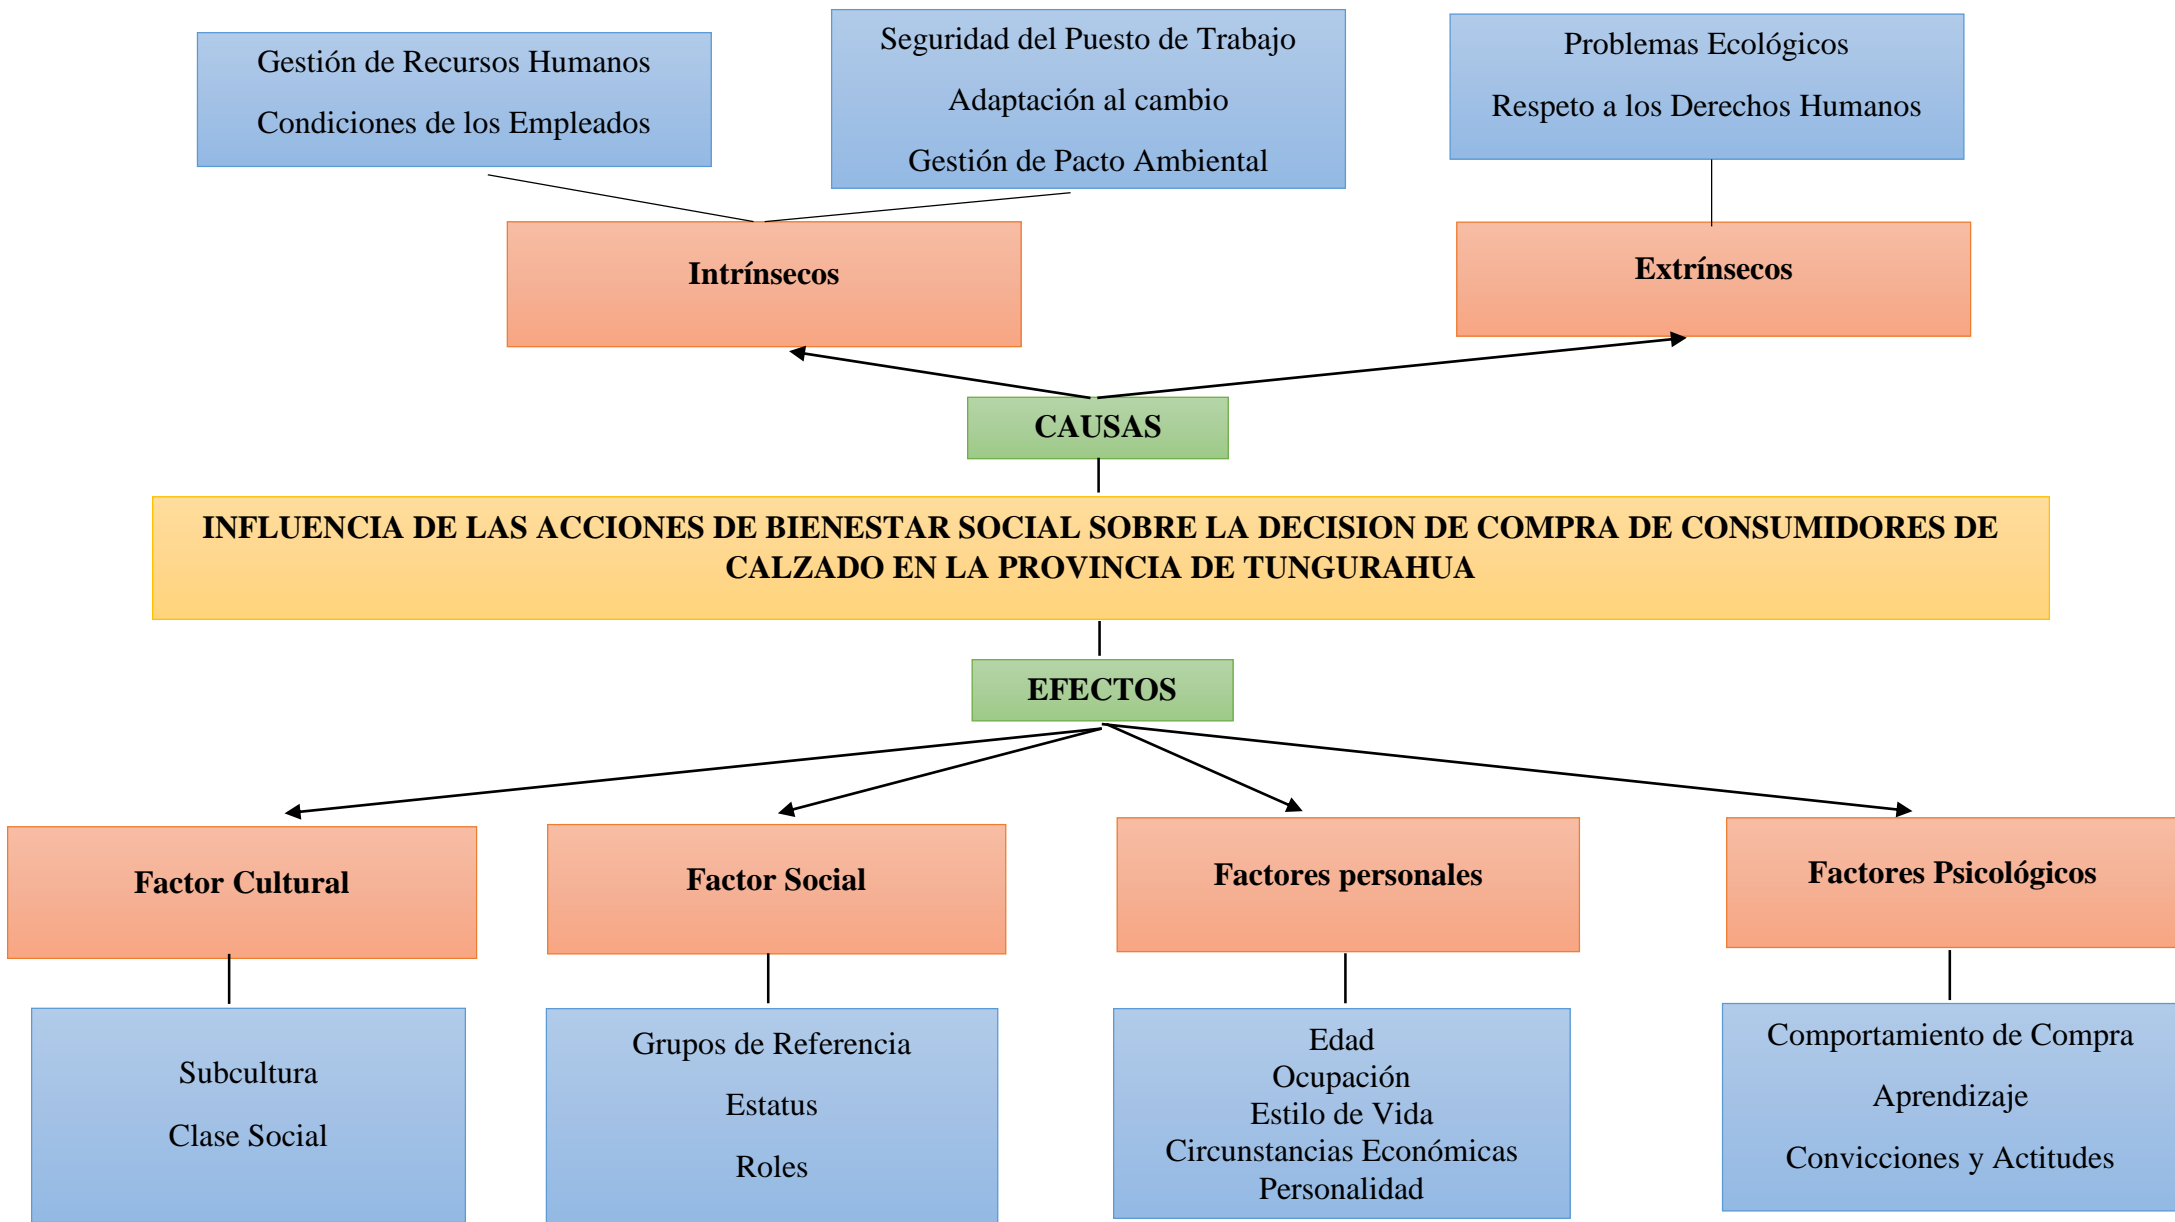 Gestión de Recursos Humanos
Condiciones de los Empleados
Seguridad del Puesto de Trabajo
Adaptación al cambio
Gestión de Pacto Ambiental
Problemas Ecológicos
Respeto a los Derechos Humanos
Intrínsecos
Extrínsecos
CAUSAS
INFLUENCIA DE LAS ACCIONES DE BIENESTAR SOCIAL SOBRE LA DECISION DE COMPRA DE CONSUMIDORES DE
CALZADO EN LA PROVINCIA DE TUNGURAHUA
EFECTOS
Factor Cultural
Factor Social
Factores personales
Factores Psicológicos
Subcultura
Clase Social
Grupos de Referencia
Estatus
Roles
Edad
Ocupación
Estilo de Vida
Circunstancias Económicas
Personalidad
Comportamiento de Compra
Aprendizaje
Convicciones y Actitudes